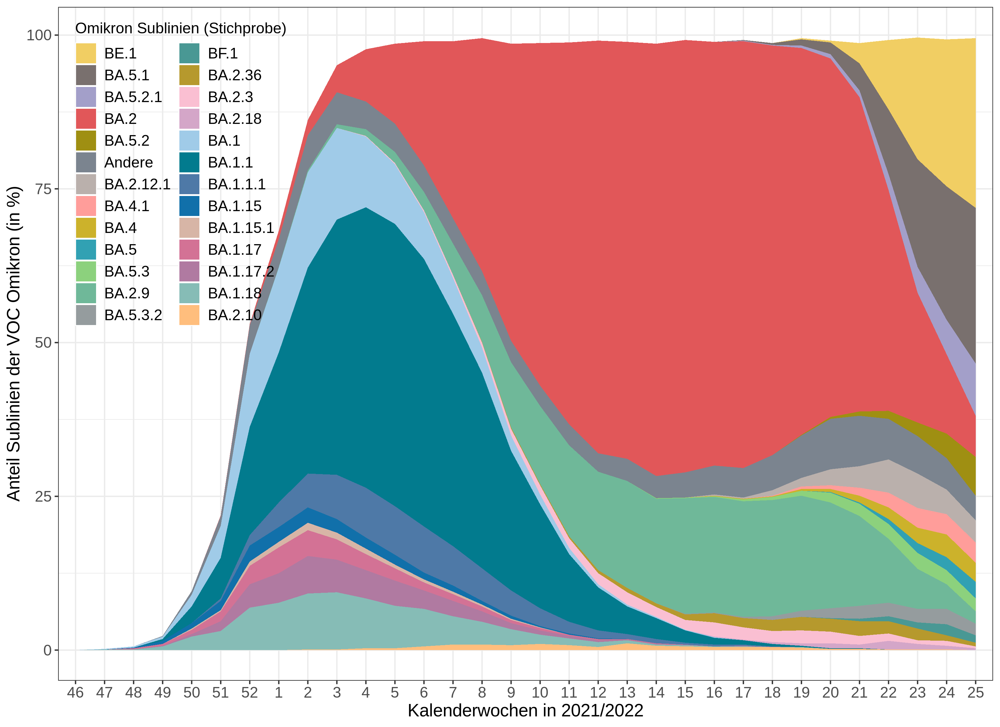 Omikron Sublinien (Stichprobe)
BE.1 BF.1
BA.5.1 BA.2.36
BA.5.2.1 BA.2.3
BA.2 BA.2.18
BA.5.2 BA.1
Andere BA.1.1
BA.2.12.1 BA.1.1.1
BA.4.1 BA.1.15
BA.4 BA.1.15.1
BA.5 BA.1.17
BA.5.3 BA.1.17.2
BA.2.9 BA.1.18
BA.5.3.2 BA.2.10
Anteil Sublinien der VOC Omikron (in %)
100
75
50
25
0
46 47 48 49 50 51 52 1 2 3 4 5 6 7 8 9 10 11 12 13 14 15 16 17 18 19 20 21 22 23 24 25
Kalenderwochen in 2021/2022